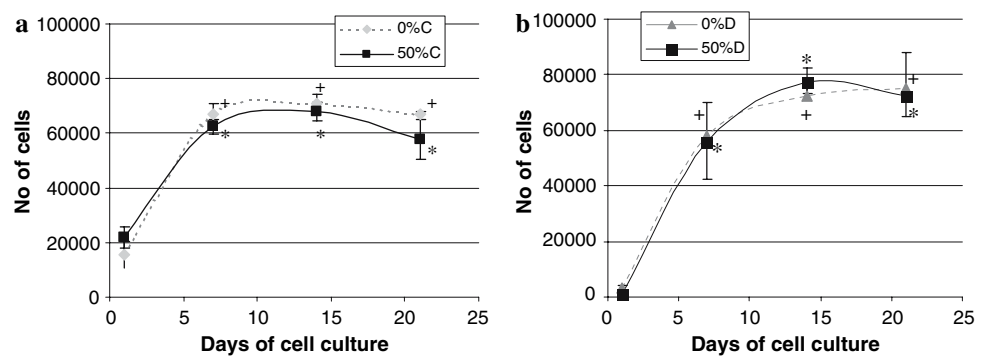 a
100000
80000
60000
40000
20000
0
0 5 10 15 20 25
No of cells
Days of cell culture
0%C
50%C
+ + +
* * *
b
100000
80000
60000
40000
20000
0
0 5 10 15 20 25
No of cells
Days of cell culture
0%D
50%D
+ * +
* + *